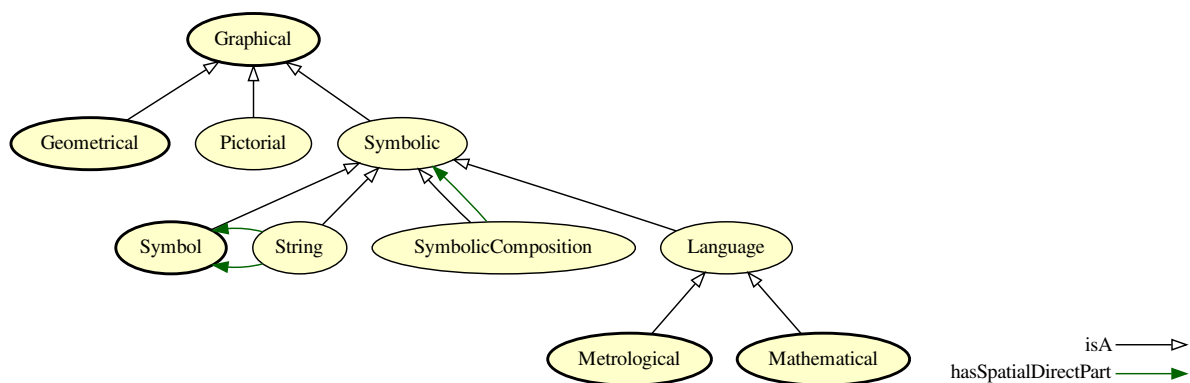 Graphical
Geometrical
Pictorial
Symbolic
Symbol
String
SymbolicComposition
Language
Metrological
Mathematical
isA
hasSpatialDirectPart